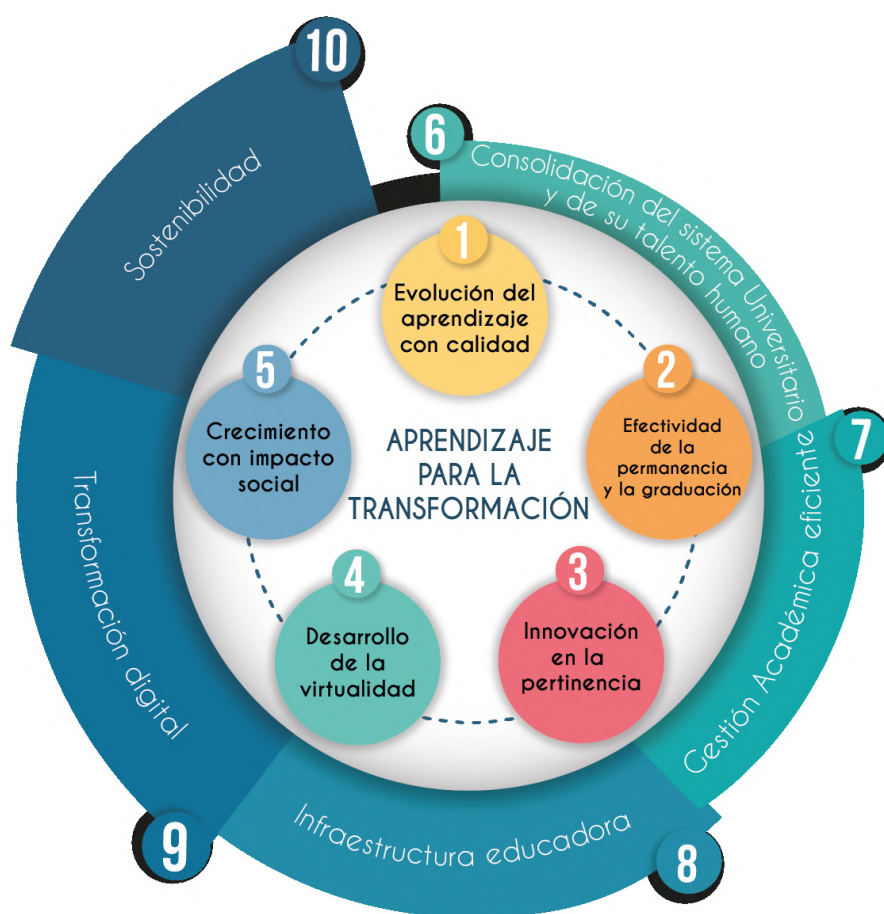 APRENDIZAJE
PARA LA
TRANSFORMACIÓN
1
Evolución del
aprendizaje
con calidad
2
Efectividad
de la
permanencia
y la graduación
3
Innovación
en la
pertinencia
4
Desarrollo
de la
virtualidad
5
Crecimiento
con impacto
social
6
Consolidación del sistema Universitario
y de su talento humano
7
Gestión Académica eficiente
8
Infraestructura educadora
9
Transformación digital
10
Sostenibilidad